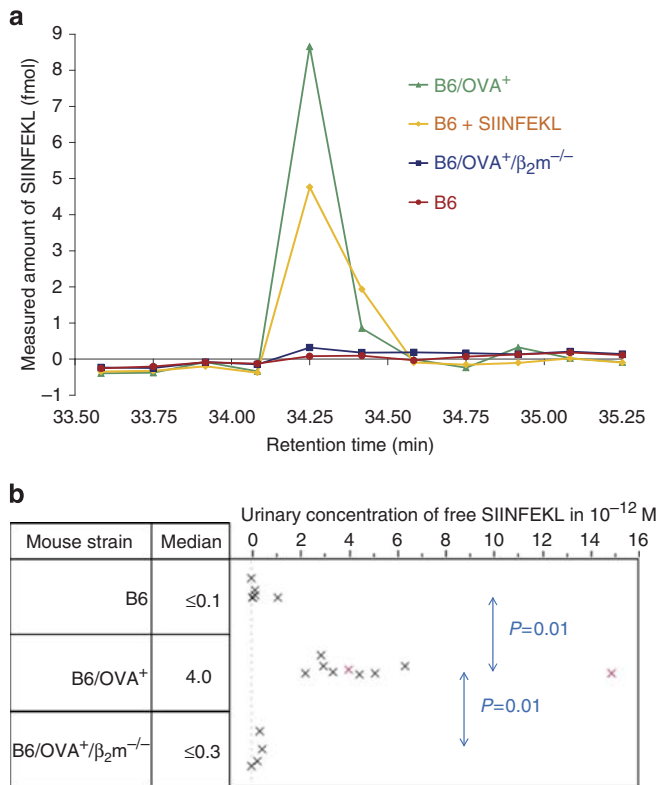 a
Measured amount of SIINFEKL (fmol)
9
8
7
6
5
4
3
2
1
0
−1
B6/OVA⁺
B6 + SIINFEKL
B6/OVA⁺/β₂m⁻/⁻
B6
33.50 33.75 34.00 34.25 34.50 34.75 35.00 35.25
Retention time (min)
b
Urinary concentration of free SIINFEKL in 10⁻¹² M
Mouse strain Median
0 2 4 6 8 10 12 14 16
B6 ≤0.1
P=0.01
B6/OVA⁺ 4.0
P=0.01
B6/OVA⁺/β₂m⁻/⁻ ≤0.3